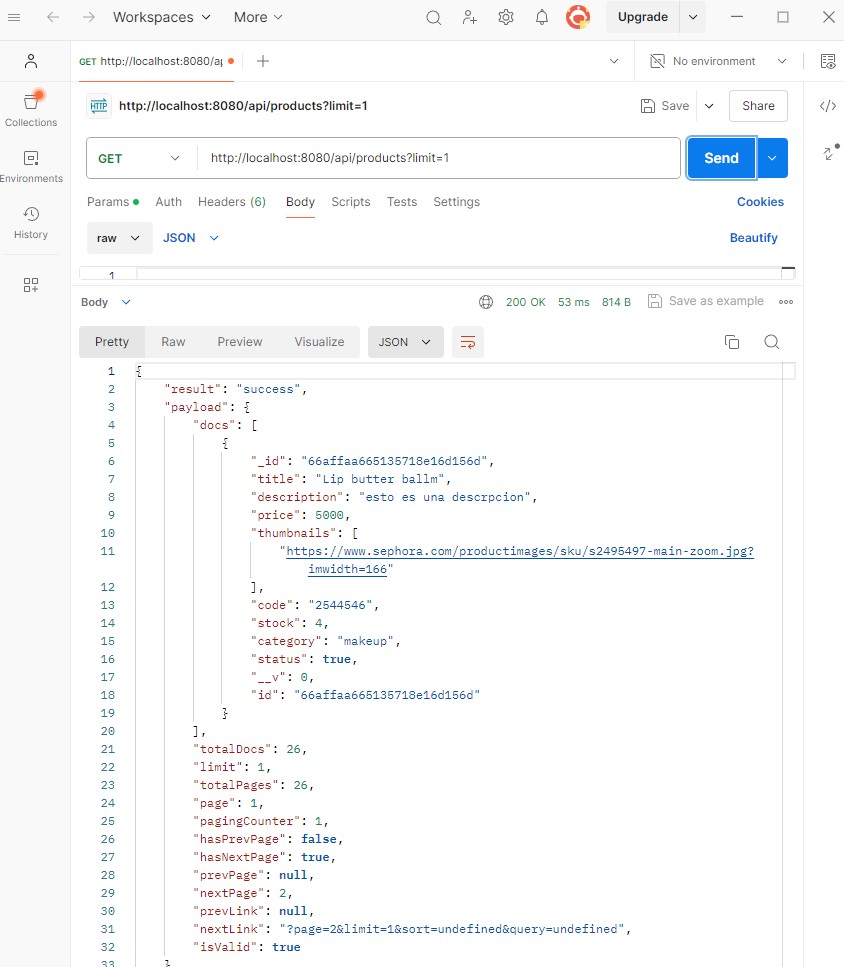 Workspaces More Upgrade
GET http://localhost:8080/a No environment
HTTP http://localhost:8080/api/products?limit=1 Save Share
Collections
GET http://localhost:8080/api/products?limit=1 Send
Environments
Params Auth Headers (6) Body Scripts Tests Settings Cookies
History
raw JSON Beautify
1
Body 200 OK 53 ms 814 B Save as example
Pretty Raw Preview Visualize JSON
1 {
2 "result": "success",
3 "payload": {
4 "docs": [
5 {
6 "_id": "66affaa665135718e16d156d",
7 "title": "Lip butter ballm",
8 "description": "esto es una descrpcion",
9 "price": 5000,
10 "thumbnails": [
11 "https://www.sephora.com/productimages/sku/s2495497-main-zoom.jpg?
imwidth=166"
12 ],
13 "code": "2544546",
14 "stock": 4,
15 "category": "makeup",
16 "status": true,
17 "__v": 0,
18 "id": "66affaa665135718e16d156d"
19 }
20 ],
21 "totalDocs": 26,
22 "limit": 1,
23 "totalPages": 26,
24 "page": 1,
25 "pagingCounter": 1,
26 "hasPrevPage": false,
27 "hasNextPage": true,
28 "prevPage": null,
29 "nextPage": 2,
30 "prevLink": null,
31 "nextLink": "?page=2&limit=1&sort=undefined&query=undefined",
32 "isValid": true
33 }